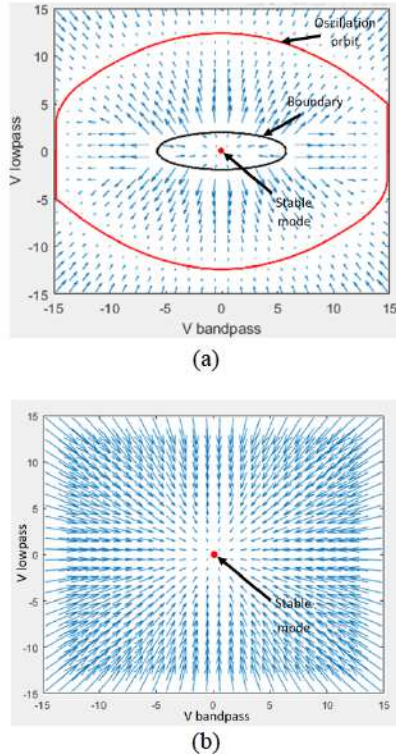 15
10
5
0
-5
-10
-15
V lowpass
Oscillation
orbit
Boundary
Stable
mode
-15 -10 -5 0 5 10 15
V bandpass
(a)
15
10
5
0
-5
-10
-15
V lowpass
Stable
mode
-15 -10 -5 0 5 10 15
V bandpass
(b)